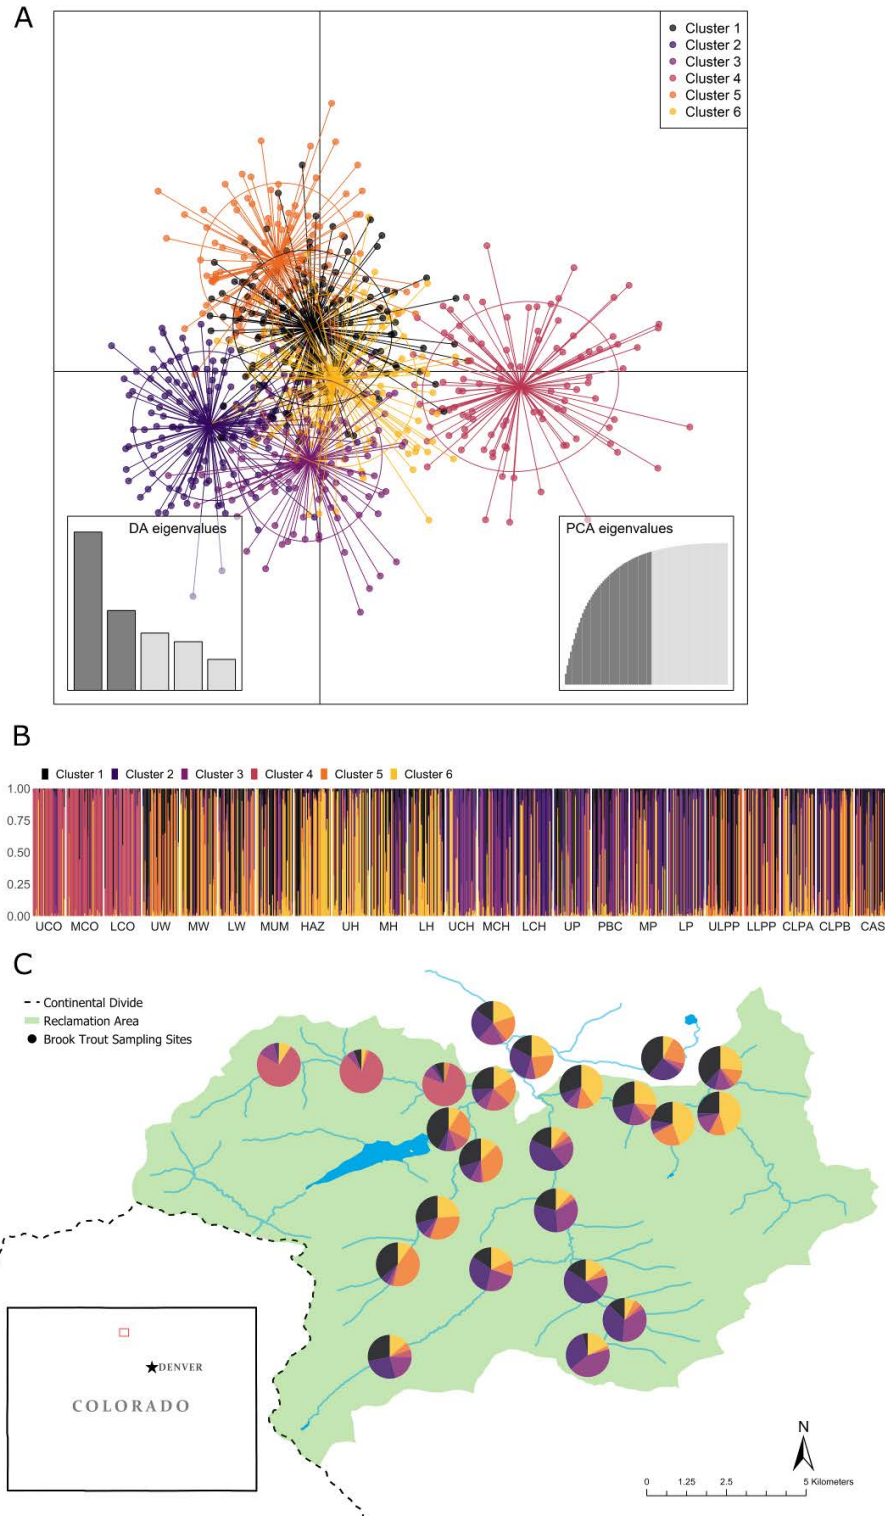 A
Cluster 1
Cluster 2
Cluster 3
Cluster 4
Cluster 5
Cluster 6
DA eigenvalues
PCA eigenvalues
B
Cluster 1 Cluster 2 Cluster 3 Cluster 4 Cluster 5 Cluster 6
1.00
0.75
0.50
0.25
0.00
UCO MCO LCO UW MW LW MUM HAZ UH MH LH UCH MCH LCH UP PBC MP LP ULPP LLPP CLPA CLPB CAS
C
Continental Divide
Reclamation Area
Brook Trout Sampling Sites
DENVER
COLORADO
N
0 1.25 2.5 5 Kilometers